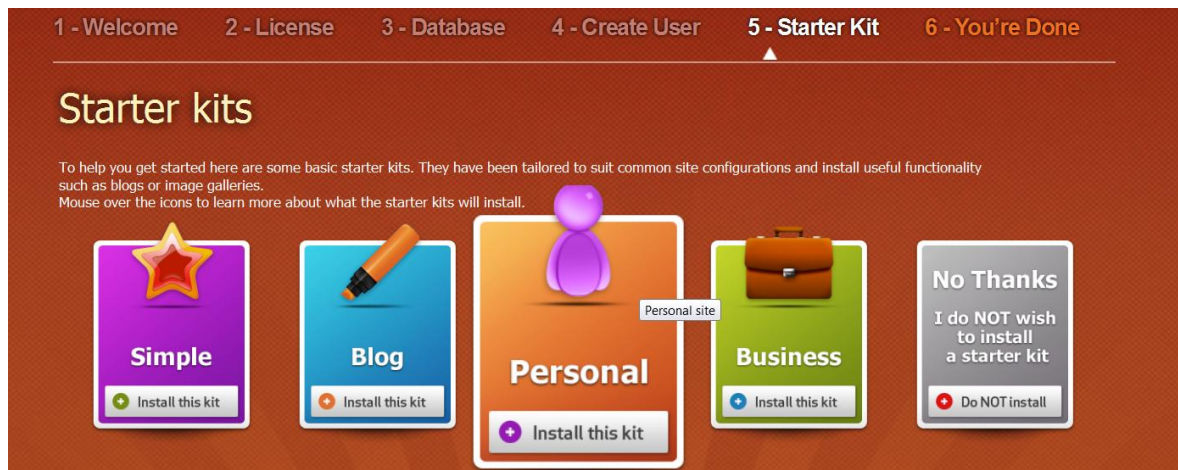 1 - Welcome 2 - License 3 - Database 4 - Create User 5 - Starter Kit 6 - You're Done
Starter kits
To help you get started here are some basic starter kits. They have been tailored to suit common site configurations and install useful functionality
such as blogs or image galleries.
Mouse over the icons to learn more about what the starter kits will install.
Simple
Install this kit
Blog
Install this kit
Personal
Install this kit
Personal site
Business
Install this kit
No Thanks
I do NOT wish
to install
a starter kit
Do NOT install